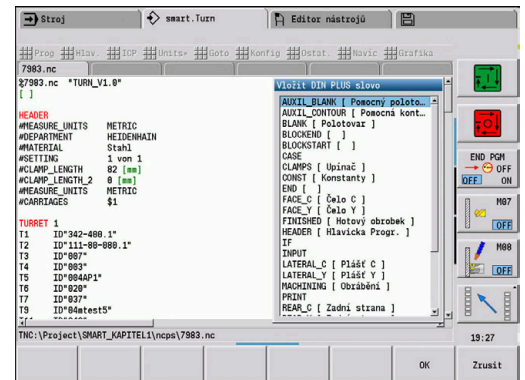 Stroj
smart.Turn
Editor nástrojů
Prog Hlav. ICP Units» Goto Konfig Ostat. Navíc Grafika
7983.nc
%7983.nc "TURN_V1.0"
[ ]
HEADER
#MEASURE_UNITS METRIC
#DEPARTMENT HEIDENHAIN
#MATERIAL Stahl
#SETTING 1 von 1
#CLAMP_LENGTH 82 [mm]
#CLAMP_LENGTH_2 0 [mm]
#MEASURE_UNITS METRIC
#CARRIAGES $1
TURRET 1
T1 ID"342-400.1"
T2 ID"111-80-080.1"
T3 ID"007"
T4 ID"003"
T5 ID"004AP1"
T6 ID"020"
T7 ID"037"
T9 ID"04mtest5"
Vložit DIN PLUS slovo
AUXIL_BLANK [ Pomocný poloto…
AUXIL_CONTOUR [ Pomocná kont…
BLANK [ Polotovar ]
BLOCKEND [ ]
BLOCKSTART [ ]
CASE
CLAMPS [ Upínač ]
CONST [ Konstanty ]
END [ ]
FACE_C [ Čelo C ]
FACE_Y [ Čelo Y ]
FINISHED [ Hotový obrobek ]
HEADER [ Hlavicka Progr. ]
IF
INPUT
LATERAL_C [ Plášť C ]
LATERAL_Y [ Plášť Y ]
MACHINING [ Obrábění ]
PRINT
REAR_C [ Zadní strana ]
TNC:\Project\SMART_KAPITEL1\ncps\7983.nc
END PGM
OFF
OFF ON
M07
OFF
M08
OFF
19:27
OK
Zrusit